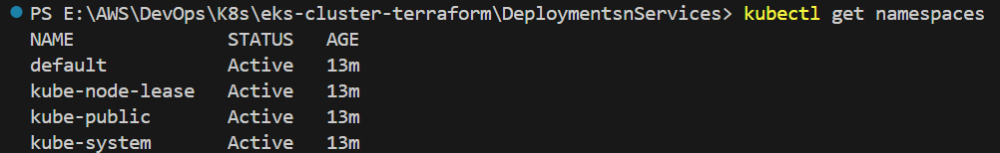 PS E:\AWS\DevOps\K8s\eks-cluster-terraform\DeploymentsnServices> kubectl get namespaces
NAME STATUS AGE
default Active 13m
kube-node-lease Active 13m
kube-public Active 13m
kube-system Active 13m